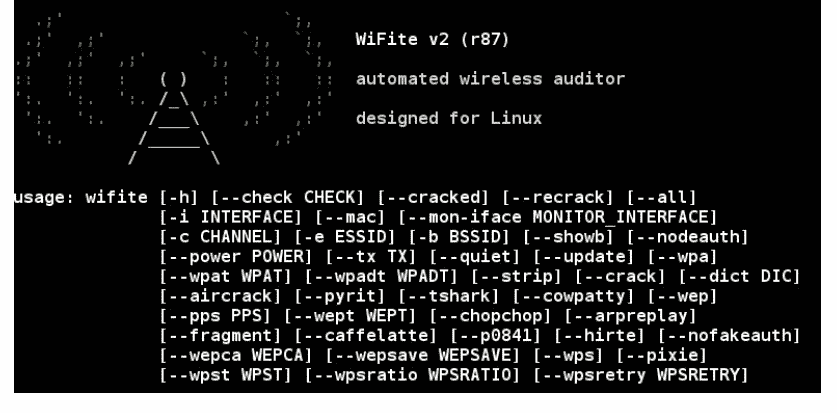 WiFite v2 (r87)
automated wireless auditor
designed for Linux
usage: wifite [-h] [--check CHECK] [--cracked] [--recrack] [--all]
[-i INTERFACE] [--mac] [--mon-iface MONITOR_INTERFACE]
[-c CHANNEL] [-e ESSID] [-b BSSID] [--showb] [--nodeauth]
[--power POWER] [--tx TX] [--quiet] [--update] [--wpa]
[--wpat WPAT] [--wpadt WPADT] [--strip] [--crack] [--dict DIC]
[--aircrack] [--pyrit] [--tshark] [--cowpatty] [--wep]
[--pps PPS] [--wept WEPT] [--chopchop] [--arpreplay]
[--fragment] [--caffelatte] [--p0841] [--hirte] [--nofakeauth]
[--wepca WEPCA] [--wepsave WEPSAVE] [--wps] [--pixie]
[--wpst WPST] [--wpsratio WPSRATIO] [--wpsretry WPSRETRY]